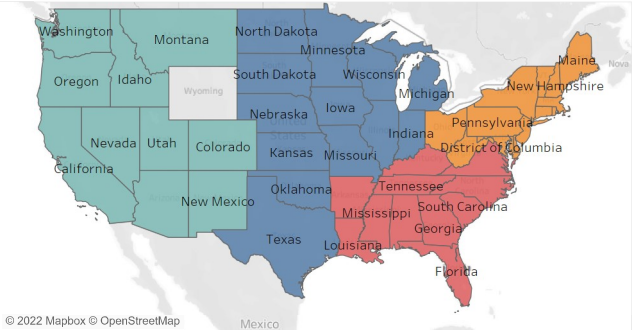 Washington
Montana
North Dakota
Minnesota
Maine
Nova
Oregon
Idaho
Wyoming
South Dakota
Wisconsin
Michigan
New Hampshire
Nebraska
Iowa
Pennsylvania
Nevada
Utah
Colorado
Kansas
Missouri
Indiana
District of Columbia
California
New Mexico
Oklahoma
Tennessee
Mississippi
South Carolina
Texas
Louisiana
Georgia
Florida
© 2022 Mapbox © OpenStreetMap
Mexico